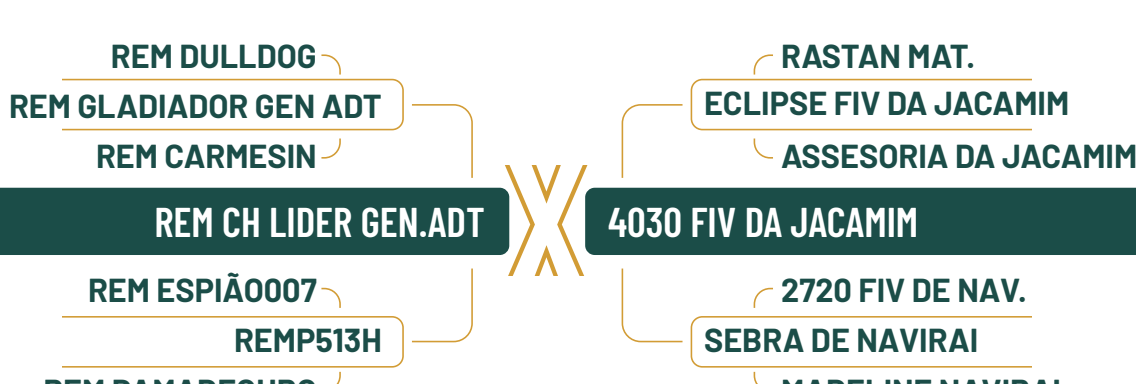 REM DULLDOG
REM GLADIADOR GEN ADT
REM CARMESIN
REM CH LIDER GEN.ADT
REM ESPIÃO007
REMP513H
RASTAN MAT.
ECLIPSE FIV DA JACAMIM
ASSESORIA DA JACAMIM
4030 FIV DA JACAMIM
2720 FIV DE NAV.
SEBRA DE NAVIRAI